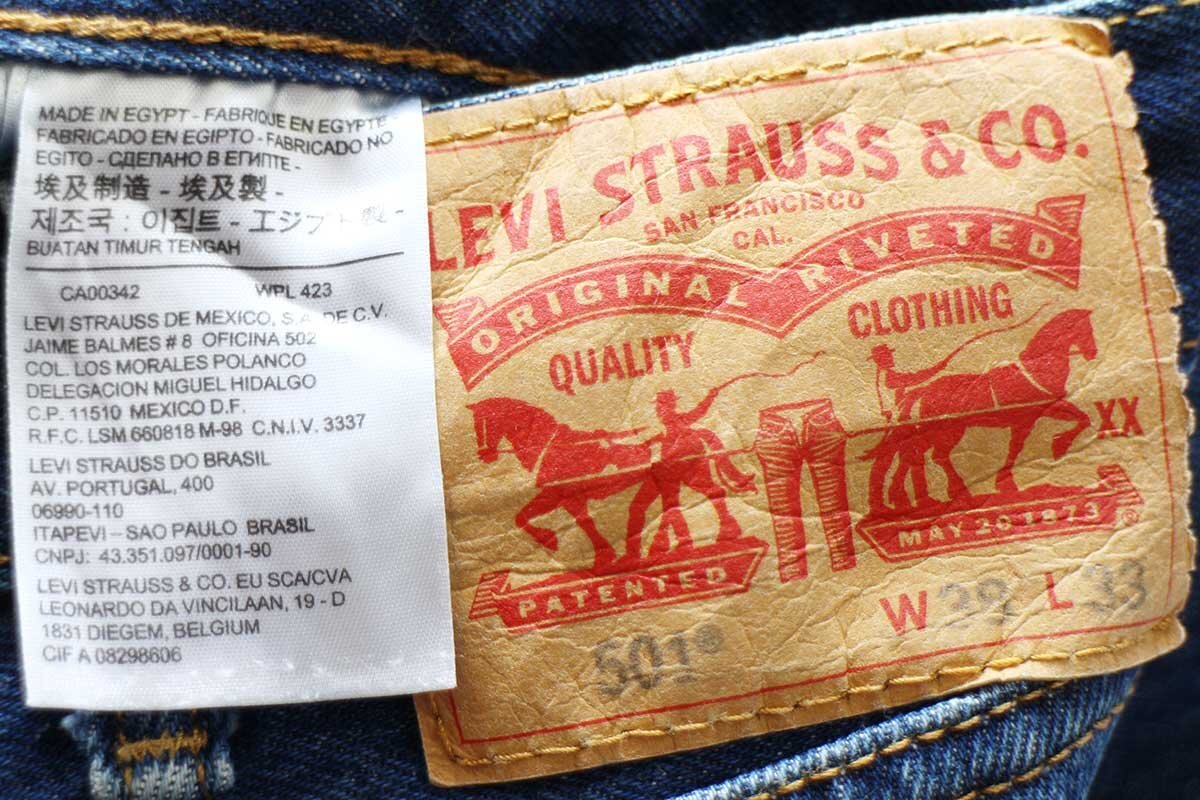 MADE IN EGYPT - FABRIQUE EN EGYPTE
FABRICADO EN EGIPTO - FABRICADO NO
EGITO - СДЕЛАНО В ЕГИПТЕ -
埃及制造 - 埃及製 -
제조국 : 이집트 - エジプト製 -
BUATAN TIMUR TENGAH
CA00342 WPL 423
LEVI STRAUSS DE MEXICO, S.A. DE C.V.
JAIME BALMES # 8 OFICINA 502
COL. LOS MORALES POLANCO
DELEGACION MIGUEL HIDALGO
C.P. 11510 MEXICO D.F.
R.F.C. LSM 660818 M-98 C.N.I.V. 3337
LEVI STRAUSS DO BRASIL
AV. PORTUGAL, 400
06990-110
ITAPEVI – SAO PAULO BRASIL
CNPJ: 43.351.097/0001-90
LEVI STRAUSS & CO. EU SCA/CVA
LEONARDO DA VINCILAAN, 19 - D
1831 DIEGEM, BELGIUM
CIF A 08298606
LEVI STRAUSS & CO.
SAN FRANCISCO
CAL.
ORIGINAL RIVETED
QUALITY CLOTHING
XX
PATENTED MAY 20 1873 ®
501® W 29 L 33